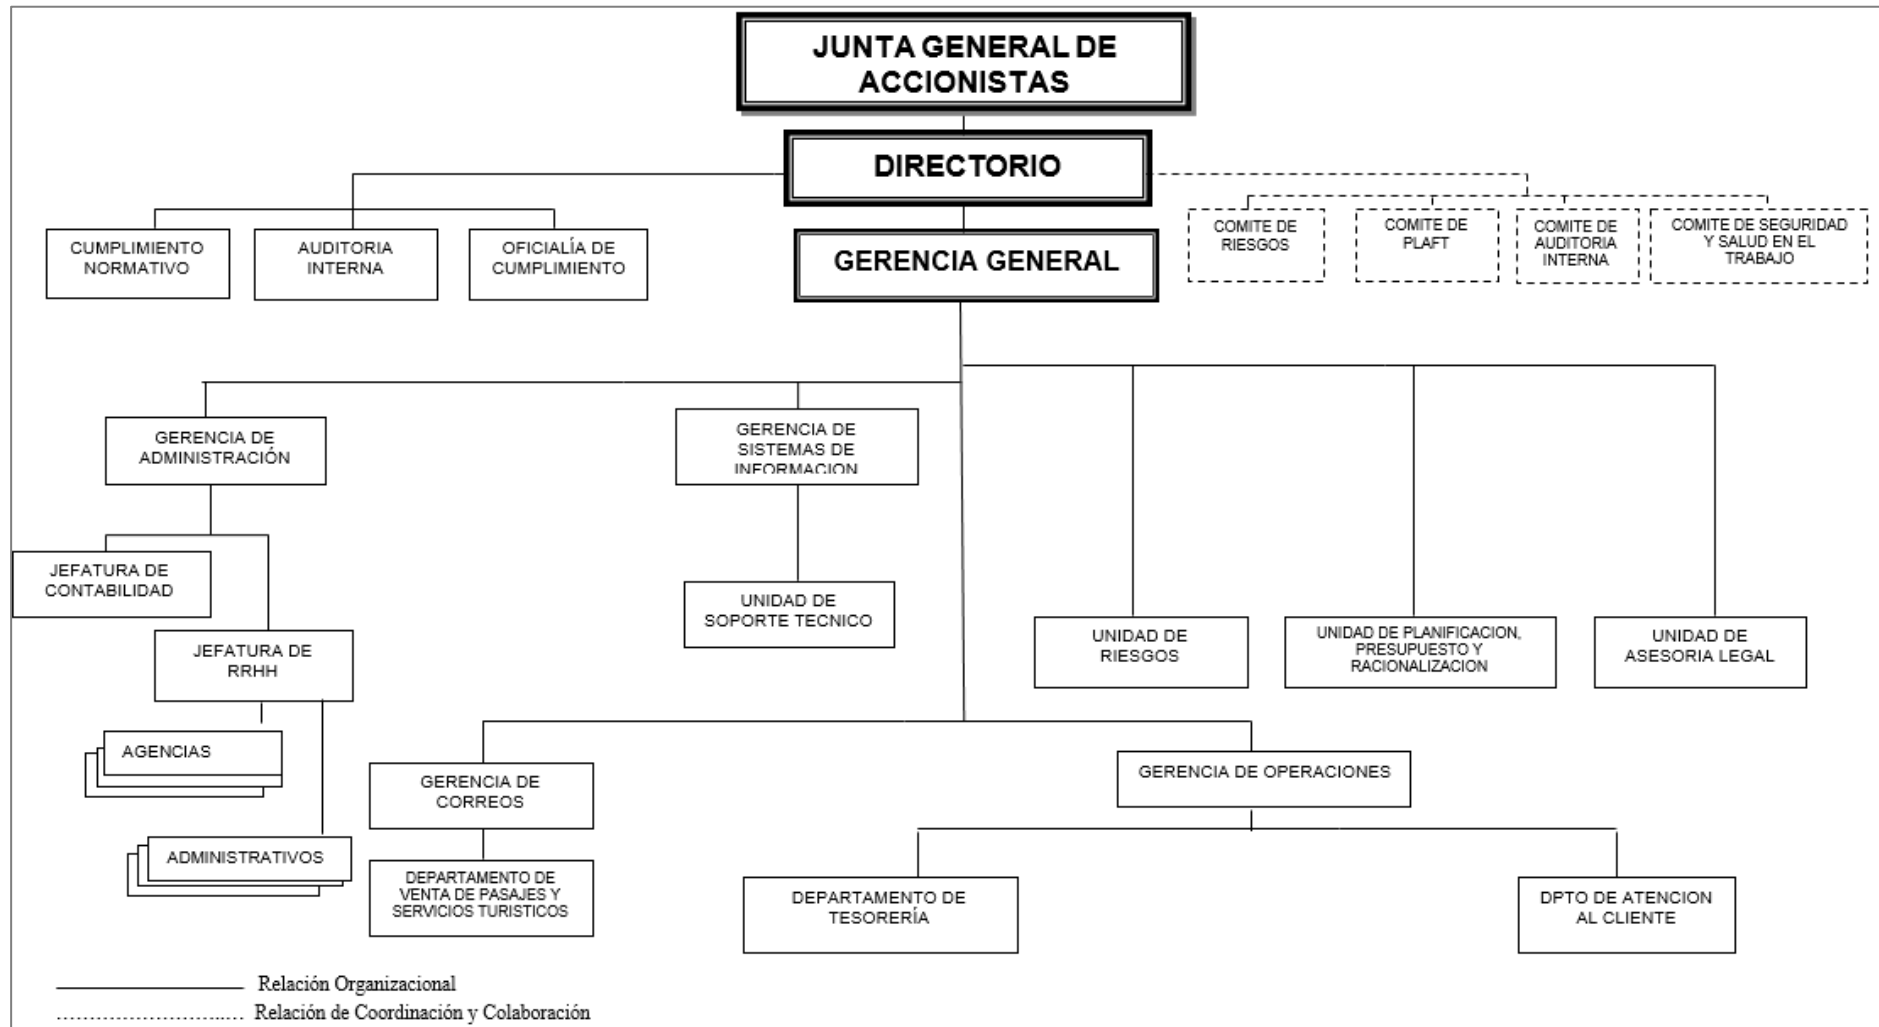 JUNTA GENERAL DE
ACCIONISTAS
DIRECTORIO
CUMPLIMIENTO
NORMATIVO
AUDITORIA
INTERNA
OFICIALÍA DE
CUMPLIMIENTO
GERENCIA GENERAL
COMITE DE
RIESGOS
COMITE DE
PLAFT
COMITE DE
AUDITORIA
INTERNA
COMITE DE SEGURIDAD
Y SALUD EN EL
TRABAJO
GERENCIA DE
ADMINISTRACIÓN
GERENCIA DE
SISTEMAS DE
INFORMACION
JEFATURA DE
CONTABILIDAD
JEFATURA DE
RRHH
UNIDAD DE
SOPORTE TECNICO
UNIDAD DE
RIESGOS
UNIDAD DE PLANIFICACION,
PRESUPUESTO Y
RACIONALIZACION
UNIDAD DE
ASESORIA LEGAL
AGENCIAS
ADMINISTRATIVOS
GERENCIA DE
CORREOS
GERENCIA DE OPERACIONES
DEPARTAMENTO DE
VENTA DE PASAJES Y
SERVICIOS TURISTICOS
DEPARTAMENTO DE
TESORERÍA
DPTO DE ATENCION
AL CLIENTE
Relación Organizacional
Relación de Coordinación y Colaboración